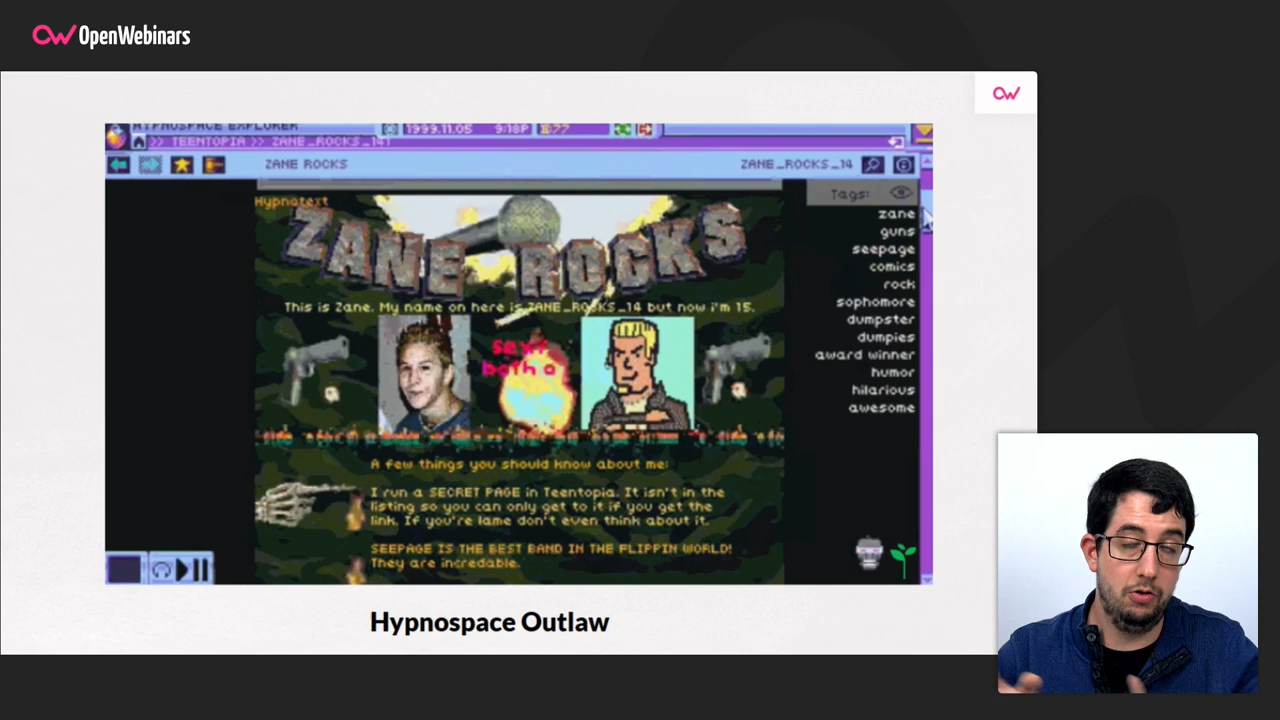 OpenWebinars
HYPNOSPACE EXPLORER
1999.11.05 9:18P 77
>> TEENTOPIA >> ZANE_ROCKS_141
ZANE ROCKS
ZANE_ROCKS_14
Hypnotext
ZANE ROCKS
This is Zane. My name on here is ZANE_ROCKS_14 but now i'm 15.
A few things you should know about me:
I run a SECRET PAGE in Teentopia. It isn't in the
listing so you can only get to it if you get the
link. If you're lame don't even think about it.
SEEPAGE IS THE BEST BAND IN THE FLIPPIN WORLD!
They are incredable.
Tags:
zane
guns
seepage
comics
rock
sophomore
dumpster
dumpies
award winner
humor
hilarious
awesome
Hypnospace Outlaw